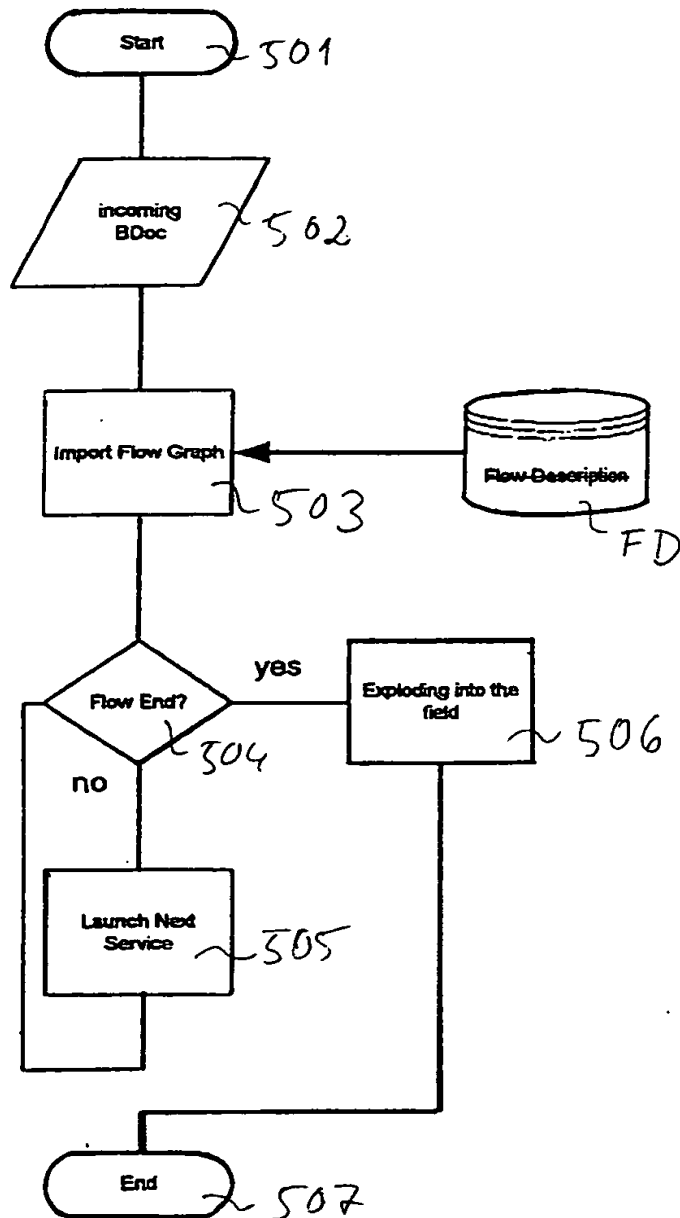 Start
501
incoming
BDoc
502
Import Flow Graph
503
Flow Description
FD
Flow End?
504
yes
no
Exploding into the
field
506
Launch Next
Service
505
End
507